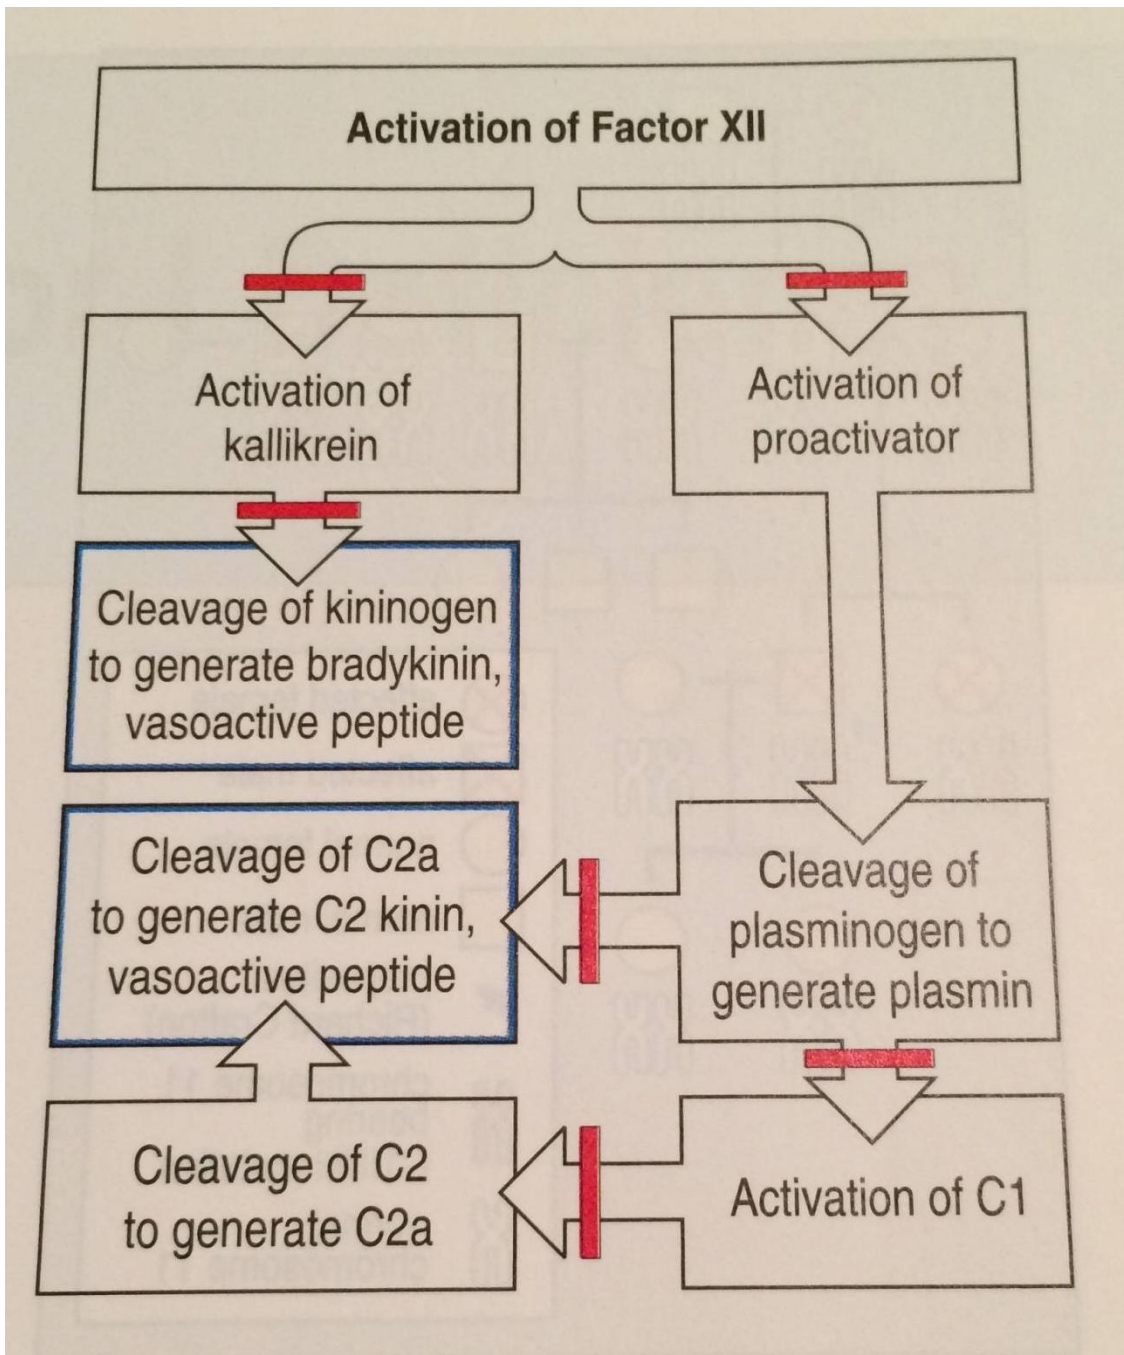 Activation of Factor XII
Activation of
kallikrein
Activation of
proactivator
Cleavage of kininogen
to generate bradykinin,
vasoactive peptide
Cleavage of C2a
to generate C2 kinin,
vasoactive peptide
Cleavage of
plasminogen to
generate plasmin
Cleavage of C2
to generate C2a
Activation of C1